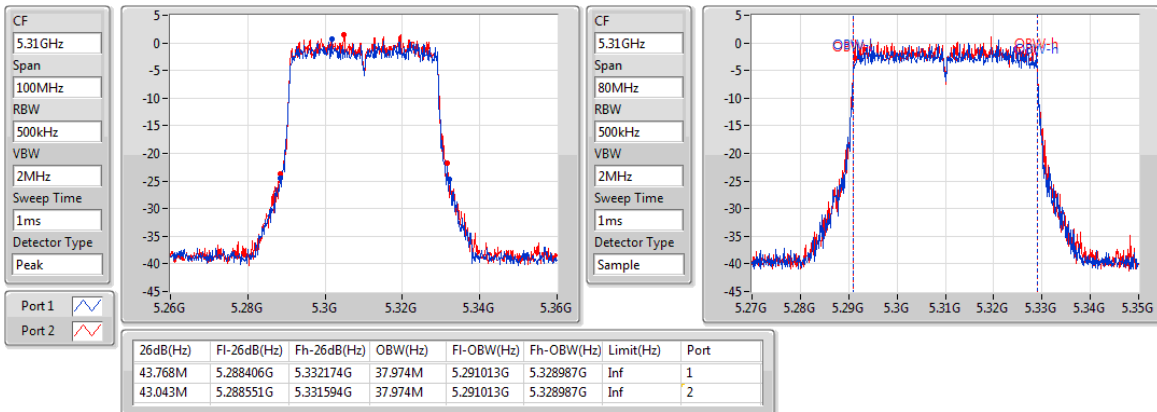 CF
5.31GHz
Span
100MHz
RBW
500kHz
VBW
2MHz
Sweep Time
1ms
Detector Type
Peak
Port 1
Port 2
5
0
-5
-10
-15
-20
-25
-30
-35
-40
-45
5.26G 5.28G 5.3G 5.32G 5.34G 5.36G
CF
5.31GHz
Span
80MHz
RBW
500kHz
VBW
2MHz
Sweep Time
1ms
Detector Type
Sample
5
0
-5
-10
-15
-20
-25
-30
-35
-40
-45
OBW-h
5.27G 5.28G 5.29G 5.3G 5.31G 5.32G 5.33G 5.34G 5.35G
26dB(Hz) Fl-26dB(Hz) Fh-26dB(Hz) OBW(Hz) Fl-OBW(Hz) Fh-OBW(Hz) Limit(Hz) Port
43.768M 5.288406G 5.332174G 37.974M 5.291013G 5.328987G Inf 1
43.043M 5.288551G 5.331594G 37.974M 5.291013G 5.328987G Inf 2